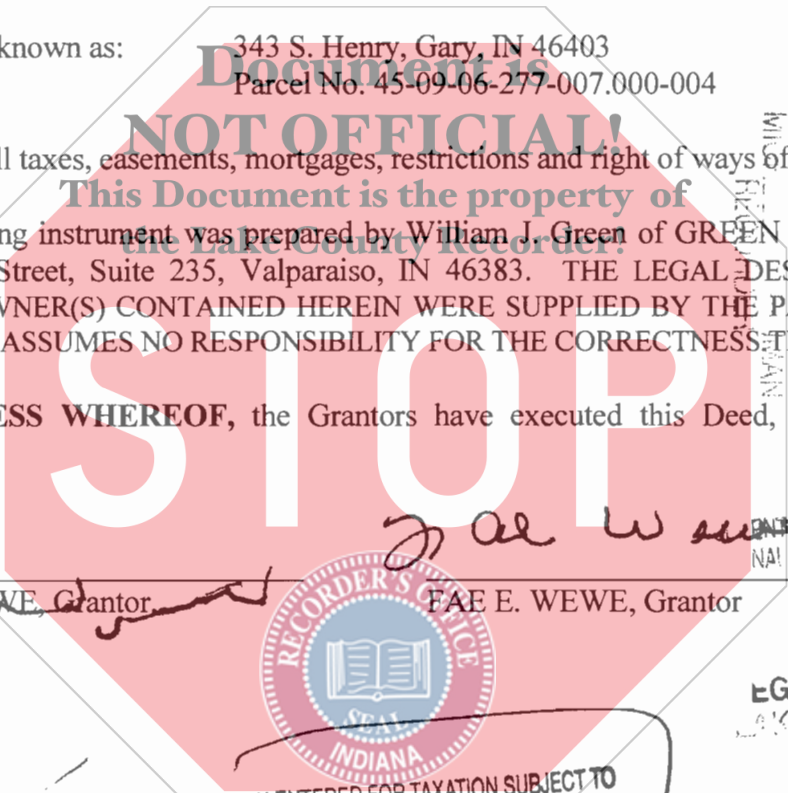 known as: 343 S. Henry, Gary, IN 46403
Document is
Parcel No. 45-09-06-277-007.000-004
NOT OFFICIAL!
ll taxes, easements, mortgages, restrictions and right of ways of
This Document is the property of
ng instrument was prepared by William J. Green of GREEN
the Lake County Recorder!
Street, Suite 235, Valparaiso, IN 46383. THE LEGAL DES
WNER(S) CONTAINED HEREIN WERE SUPPLIED BY THE PA
ASSUMES NO RESPONSIBILITY FOR THE CORRECTNESS T
STOP
ESS WHEREOF, the Grantors have executed this Deed,
WE, Grantor
FAE E. WEWE, Grantor
RECORDER'S OFFICE
SEAL
INDIANA
ENTERED FOR TAXATION SUBJECT TO